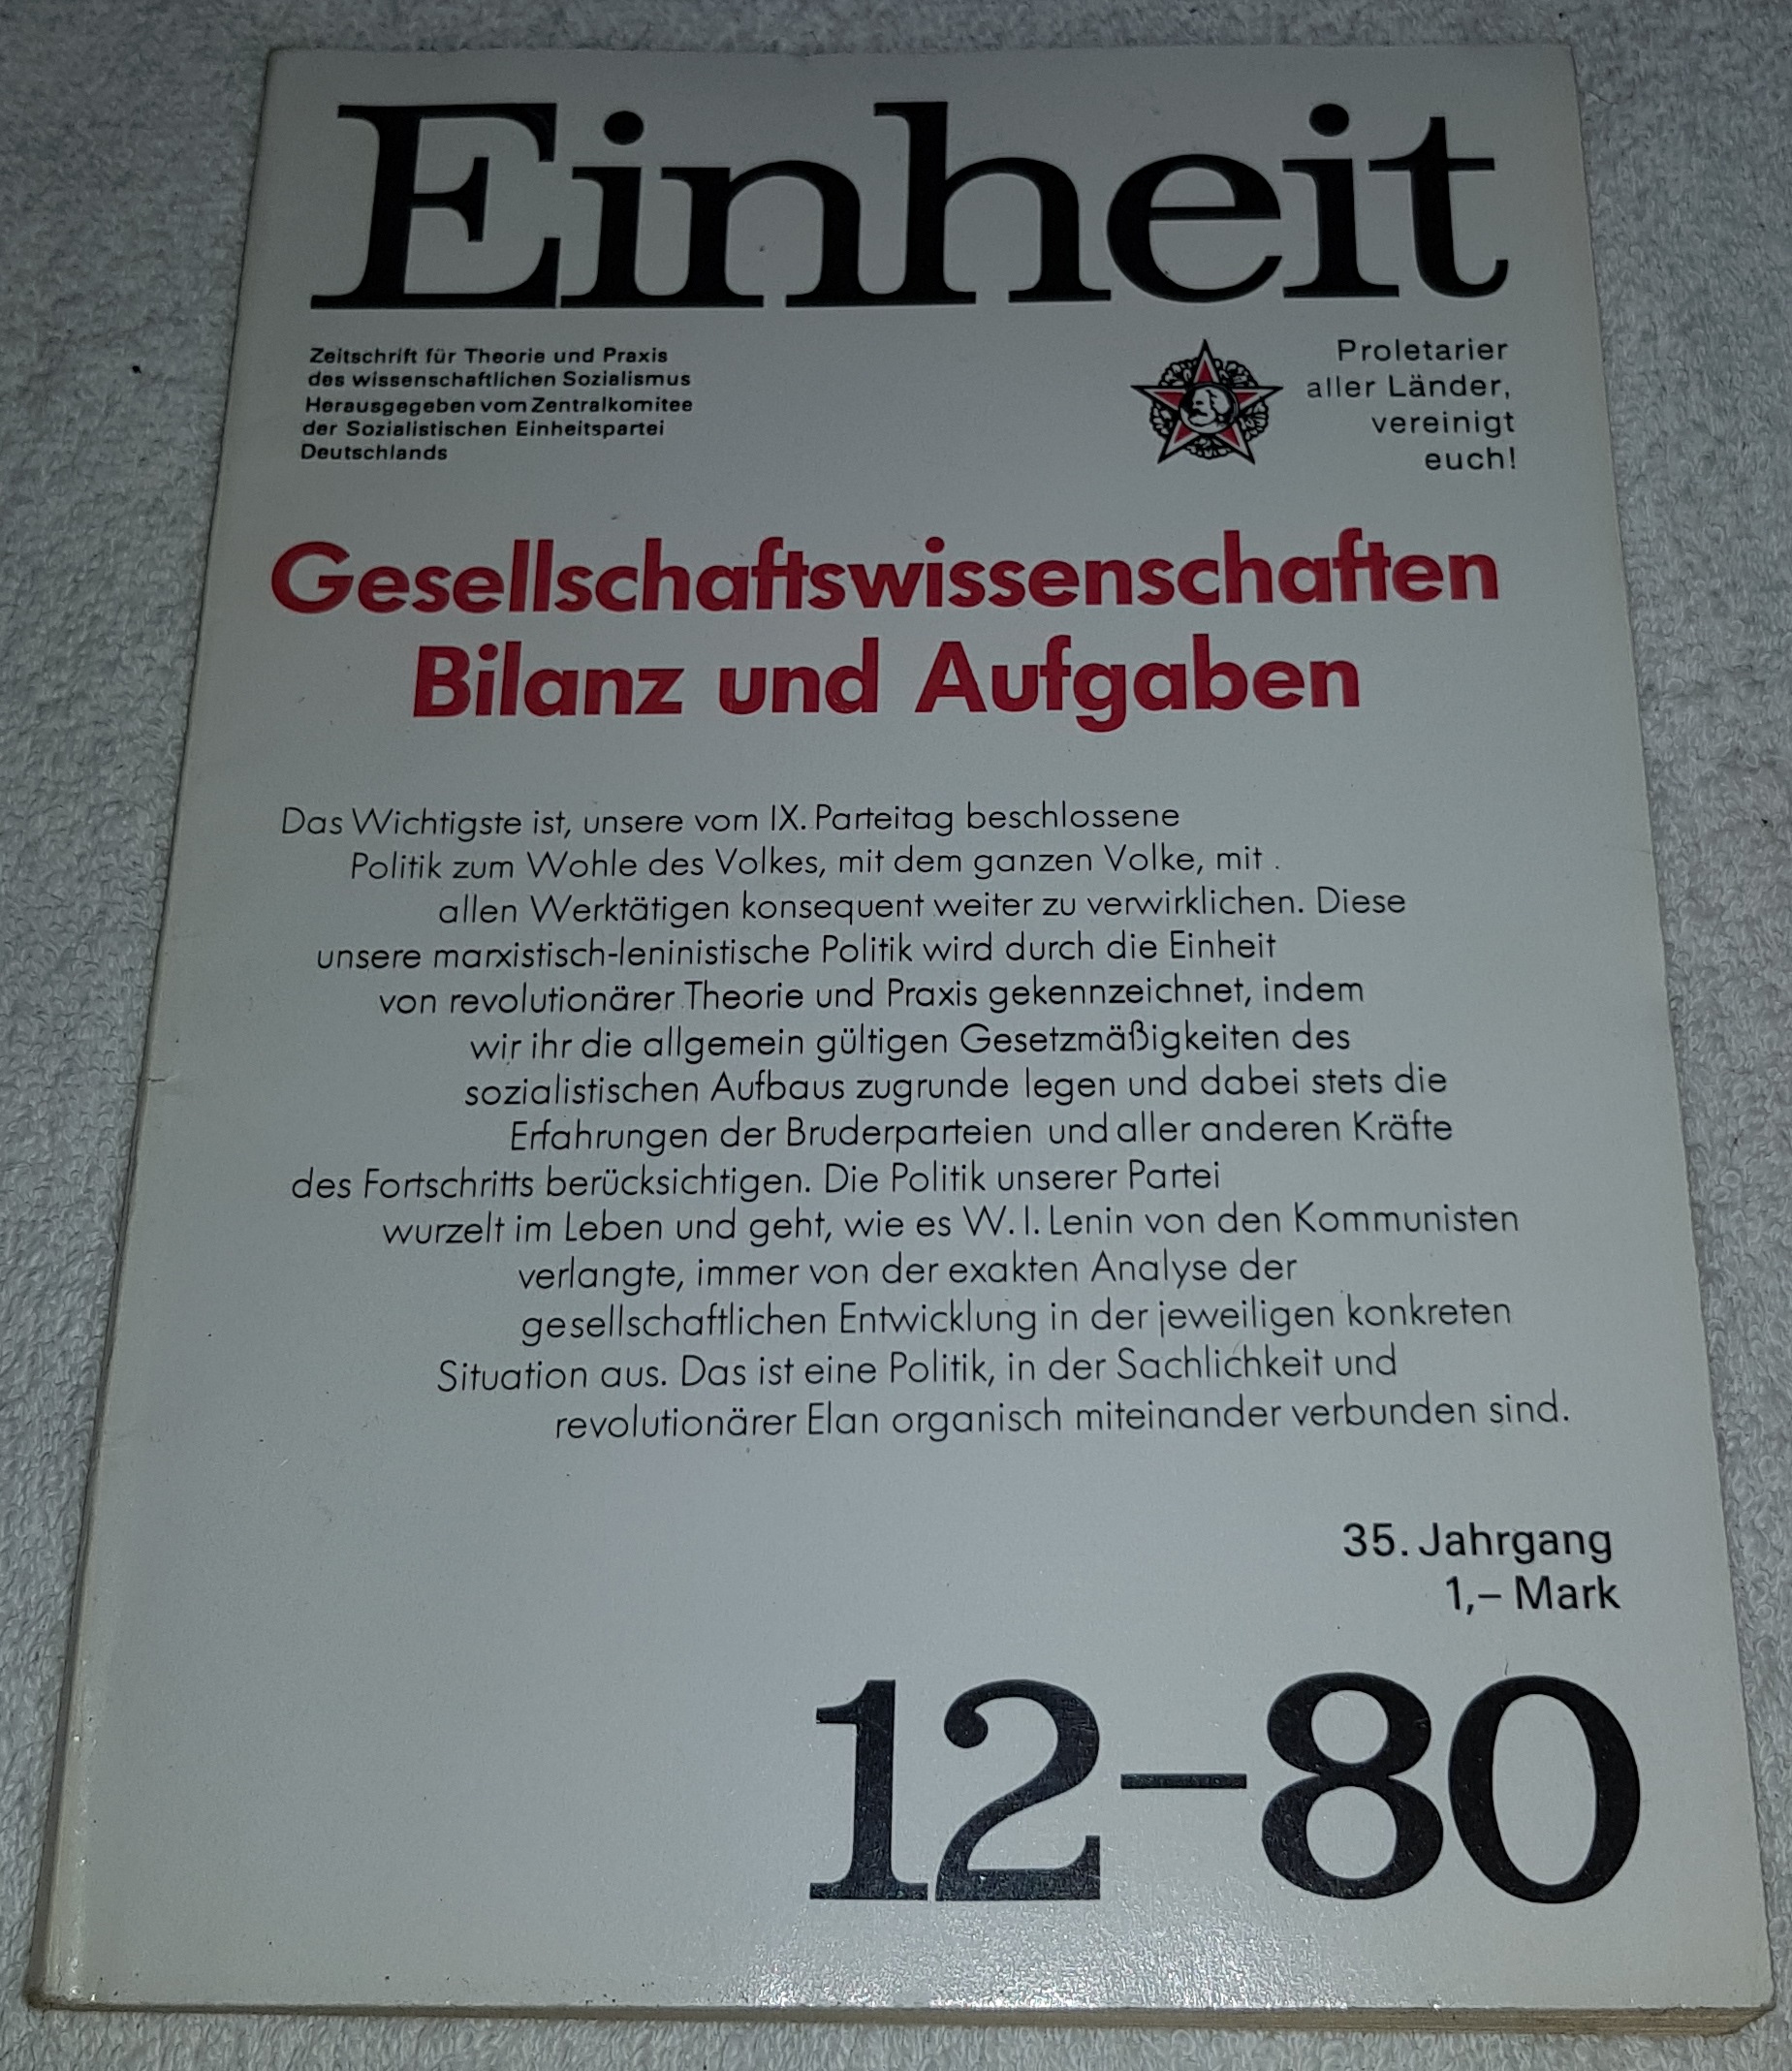 Einheit
Zeitschrift für Theorie und Praxis
des wissenschaftlichen Sozialismus
Herausgegeben vom Zentralkomitee
der Sozialistischen Einheitspartei
Deutschlands
Proletarier
aller Länder,
vereinigt
euch!
Gesellschaftswissenschaften
Bilanz und Aufgaben
Das Wichtigste ist, unsere vom IX. Parteitag beschlossene
Politik zum Wohle des Volkes, mit dem ganzen Volke, mit
allen Werktätigen konsequent weiter zu verwirklichen. Diese
unsere marxistisch-leninistische Politik wird durch die Einheit
von revolutionärer Theorie und Praxis gekennzeichnet, indem
wir ihr die allgemein gültigen Gesetzmäßigkeiten des
sozialistischen Aufbaus zugrunde legen und dabei stets die
Erfahrungen der Bruderparteien und aller anderen Kräfte
des Fortschritts berücksichtigen. Die Politik unserer Partei
wurzelt im Leben und geht, wie es W. I. Lenin von den Kommunisten
verlangte, immer von der exakten Analyse der
gesellschaftlichen Entwicklung in der jeweiligen konkreten
Situation aus. Das ist eine Politik, in der Sachlichkeit und
revolutionärer Elan organisch miteinander verbunden sind.
35. Jahrgang
1,– Mark
12–80